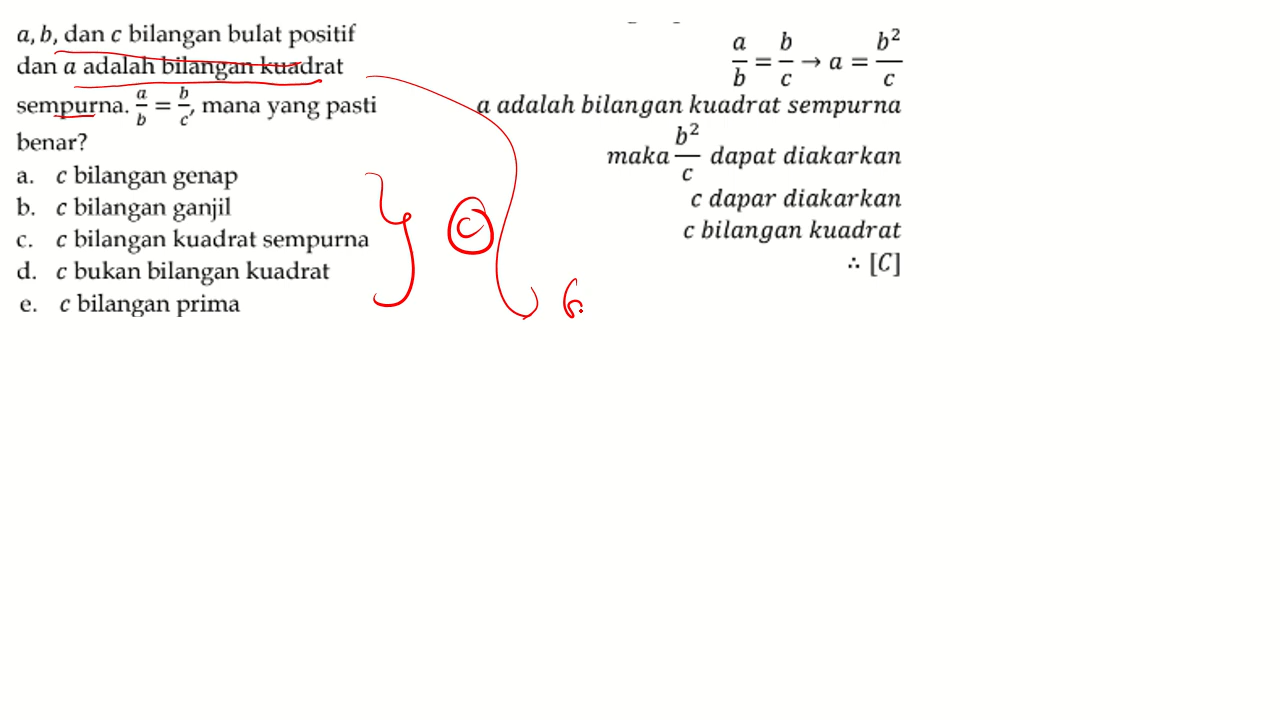 a, b, dan c bilangan bulat positif
dan a adalah bilangan kuadrat
sempurna. a/b = b/c, mana yang pasti
benar?
a. c bilangan genap
b. c bilangan ganjil
c. c bilangan kuadrat sempurna
d. c bukan bilangan kuadrat
e. c bilangan prima
C
a/b = b/c → a = b²/c
a adalah bilangan kuadrat sempurna
maka b²/c dapat diakarkan
c dapar diakarkan
c bilangan kuadrat
∴ [C]